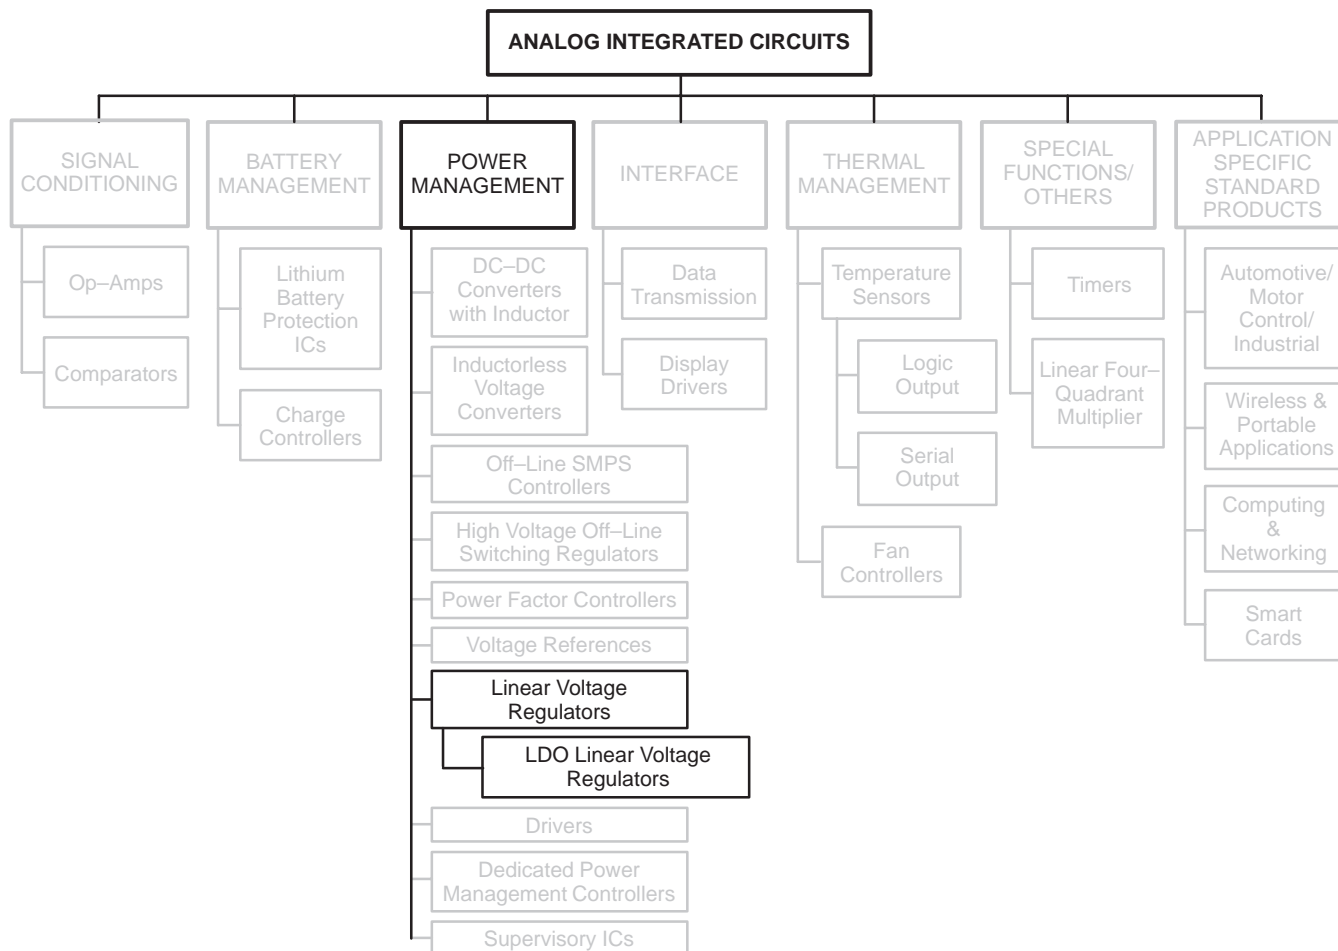 ANALOG INTEGRATED CIRCUITS
SIGNAL
CONDITIONING
Op–Amps
Comparators
BATTERY
MANAGEMENT
Lithium
Battery
Protection
ICs
Charge
Controllers
POWER
MANAGEMENT
DC–DC
Converters
with Inductor
Inductorless
Voltage
Converters
Off–Line SMPS
Controllers
High Voltage Off–Line
Switching Regulators
Power Factor Controllers
Voltage References
Linear Voltage
Regulators
LDO Linear Voltage
Regulators
Drivers
Dedicated Power
Management Controllers
Supervisory ICs
INTERFACE
Data
Transmission
Display
Drivers
THERMAL
MANAGEMENT
Temperature
Sensors
Logic
Output
Serial
Output
Fan
Controllers
SPECIAL
FUNCTIONS/
OTHERS
Timers
Linear Four–
Quadrant
Multiplier
APPLICATION
SPECIFIC
STANDARD
PRODUCTS
Automotive/
Motor
Control/
Industrial
Wireless &
Portable
Applications
Computing
&
Networking
Smart
Cards